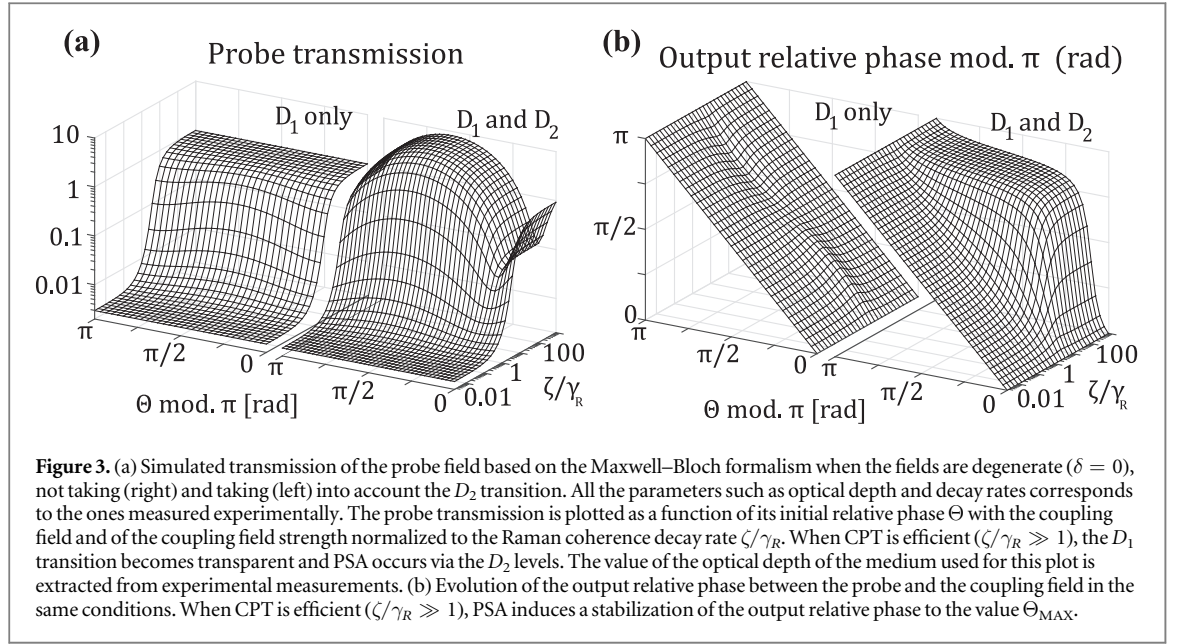 (a)
Probe transmission
D1 only
D1 and D2
10
1
0.1
0.01
π
π/2
0
π
π/2
0
0.01
1
100
ζ/γR
Θ mod. π [rad]
(b)
Output relative phase mod. π (rad)
D1 only
D1 and D2
π
π/2
0
π
π/2
0
π
π/2
0
0.01
1
100
ζ/γR
Θ mod. π [rad]
Figure 3. (a) Simulated transmission of the probe field based on the Maxwell–Bloch formalism when the fields are degenerate (δ = 0),
not taking (right) and taking (left) into account the D2 transition. All the parameters such as optical depth and decay rates corresponds
to the ones measured experimentally. The probe transmission is plotted as a function of its initial relative phase Θ with the coupling
field and of the coupling field strength normalized to the Raman coherence decay rate ζ/γR. When CPT is efficient (ζ/γR ≫ 1), the D1
transition becomes transparent and PSA occurs via the D2 levels. The value of the optical depth of the medium used for this plot is
extracted from experimental measurements. (b) Evolution of the output relative phase between the probe and the coupling field in the
same conditions. When CPT is efficient (ζ/γR ≫ 1), PSA induces a stabilization of the output relative phase to the value ΘMAX.